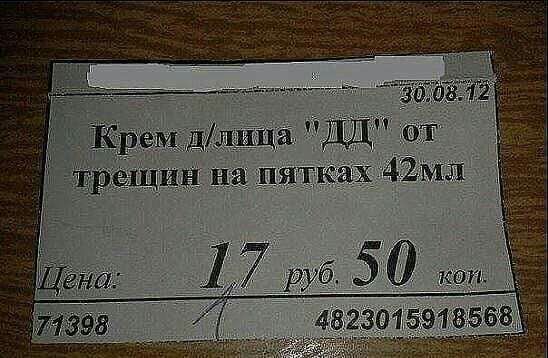 30.08.12
Крем д/лица "ДД" от
трещин на пятках 42мл
Цена: 17 руб. 50 коп.
71398 4823015918568